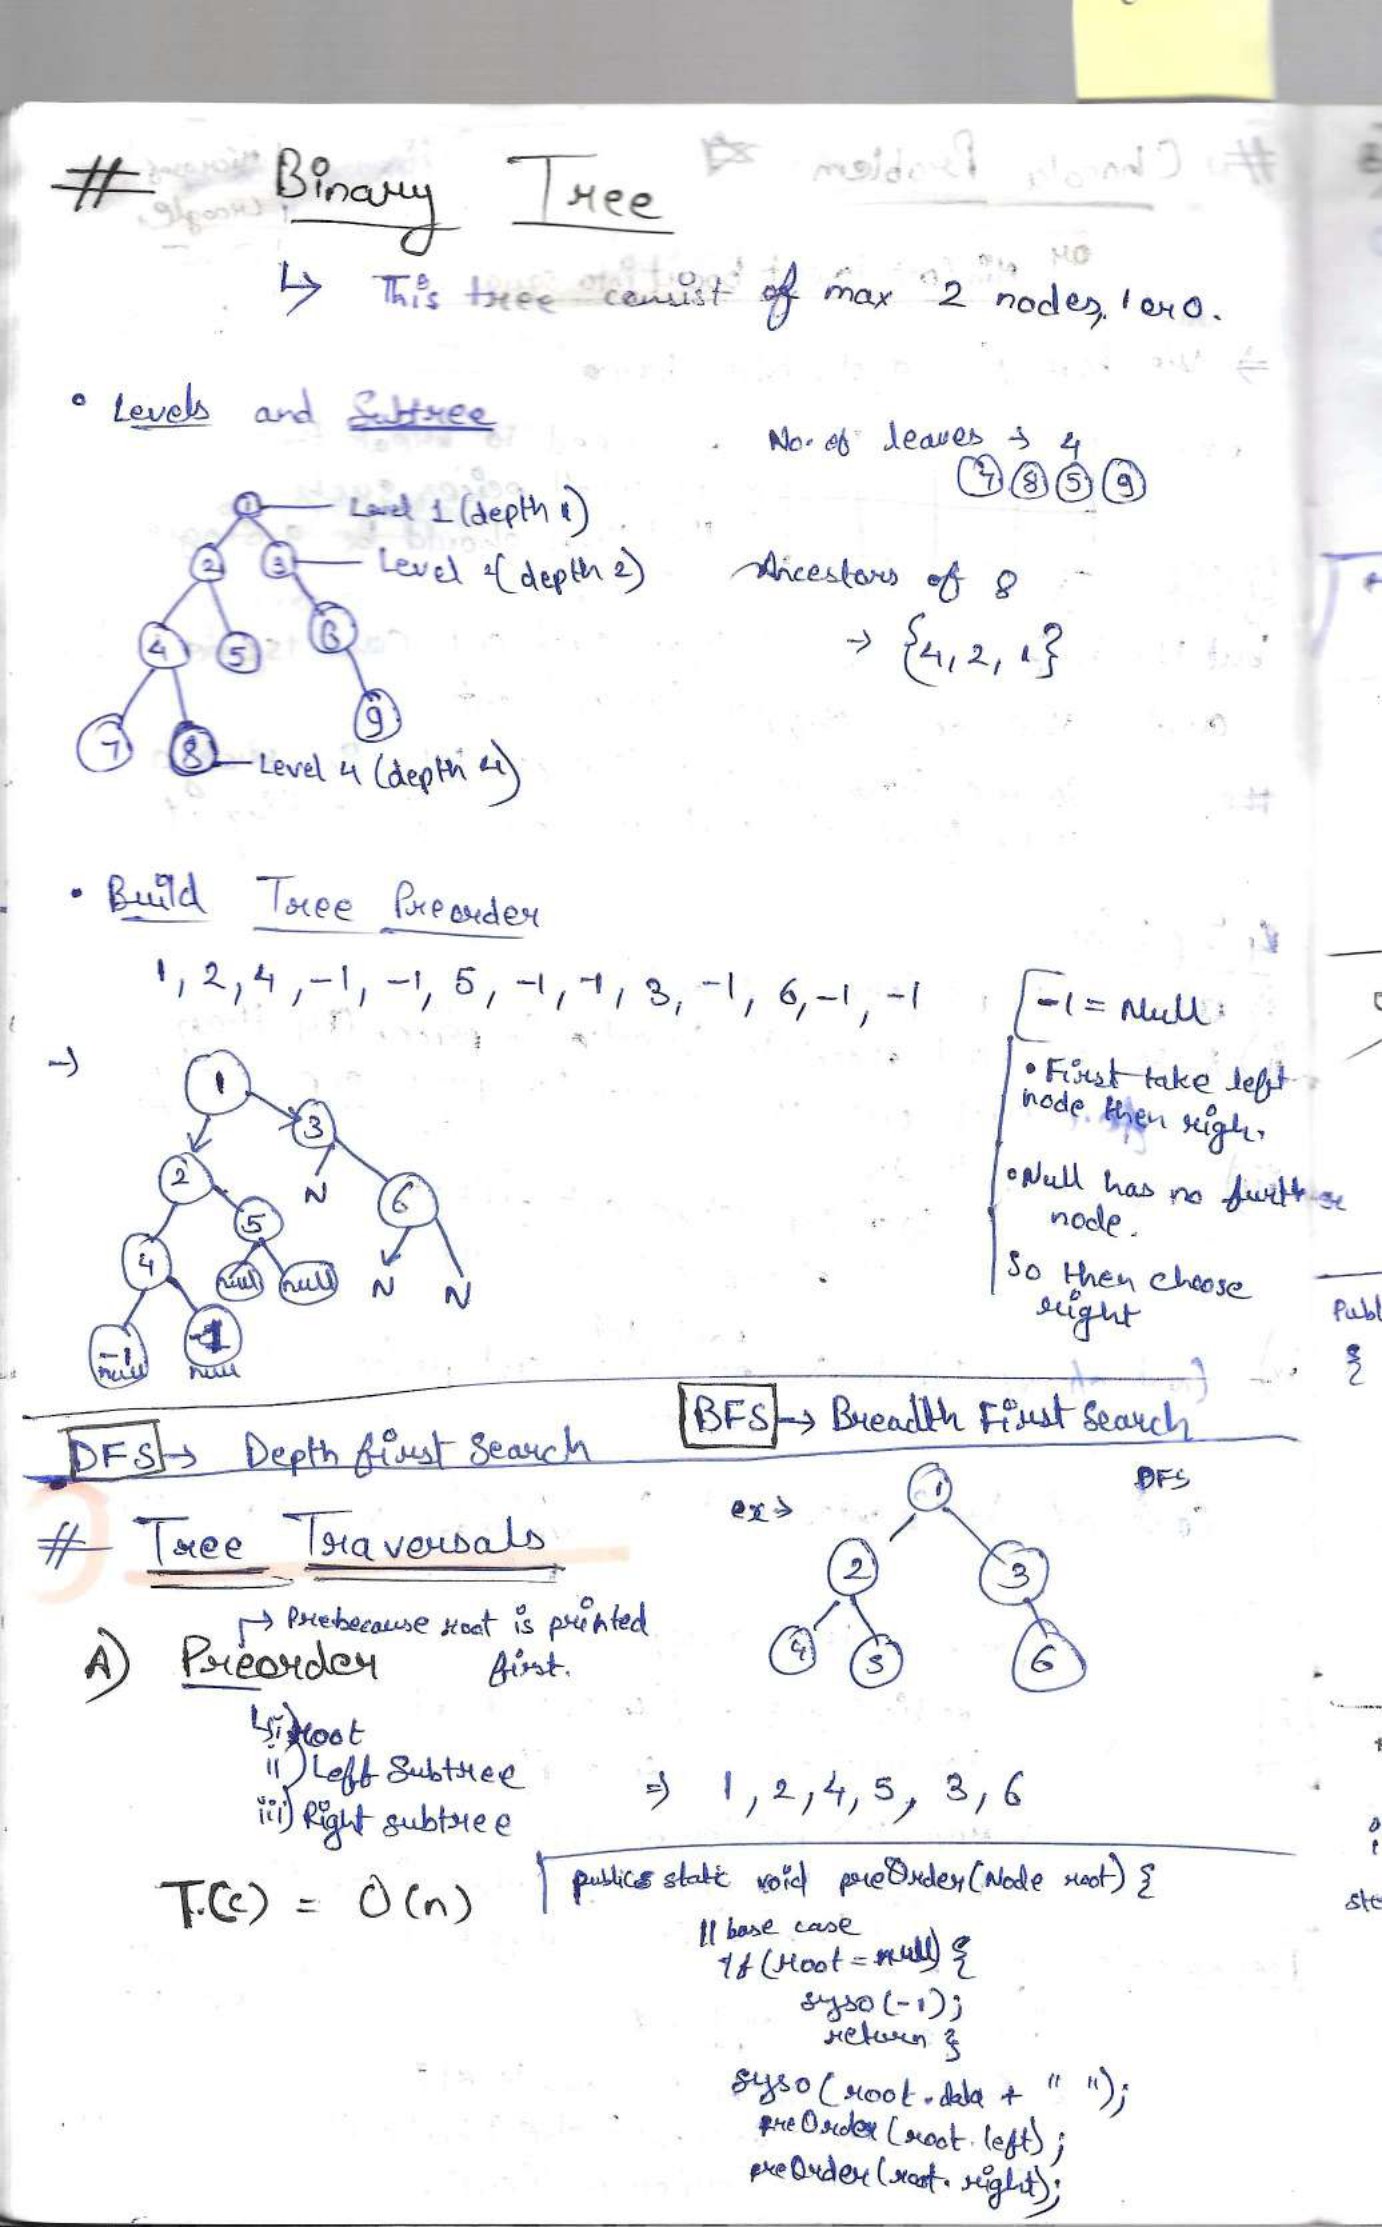 # Binary Tree
↳ This tree consist of max 2 nodes, 1 or 0.
• Levels and Subtree
No. of leaves → 4
7 8 5 9
1 Level 1 (depth 1)
2 3 Level 2 (depth 2)
Ancestors of 8
→ {4, 2, 1}
4 5 6
9
7 8 Level 4 (depth 4)
• Build Tree Preorder
1, 2, 4, -1, -1, 5, -1, -1, 3, -1, 6, -1, -1
-1 = Null
• First take left
node then righ.
• Null has no further
node.
So then choose
right
→
1
3
2 N 6
5
4 null null N N
-1 -1
null null
DFS → Depth first Search
BFS → Breadth First Search
# Tree Traversals
ex → 1 DFS
2 3
4 5 6
→ Pre because root is printed
first.
A) Preorder
↳ i) Root
ii) Left Subtree
iii) Right subtree
⇒ 1, 2, 4, 5, 3, 6
T.(C) = O(n)
public static void preOrder(Node root) {
// base case
if (root = null) {
syso(-1);
return }
syso(root.data + " ");
preOrder(root.left);
preOrder(root.right);
Publ
{